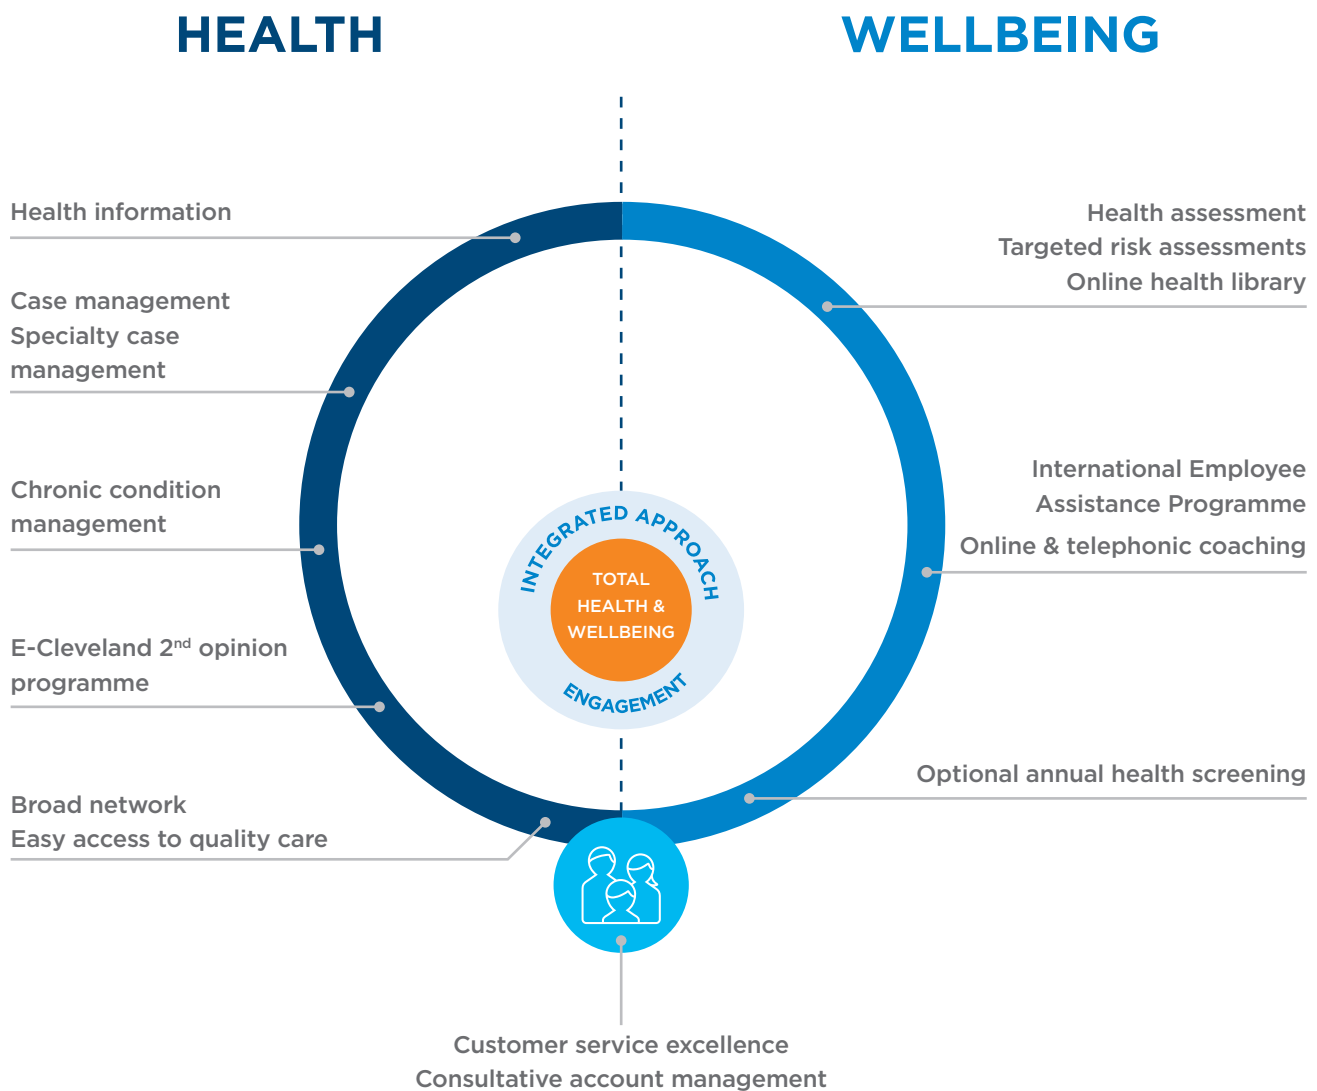 HEALTH
WELLBEING
Health information
Case management
Specialty case
management
Chronic condition
management
E-Cleveland 2nd opinion
programme
Broad network
Easy access to quality care
INTEGRATED APPROACH
TOTAL
HEALTH &
WELLBEING
ENGAGEMENT
Health assessment
Targeted risk assessments
Online health library
International Employee
Assistance Programme
Online & telephonic coaching
Optional annual health screening
Customer service excellence
Consultative account management